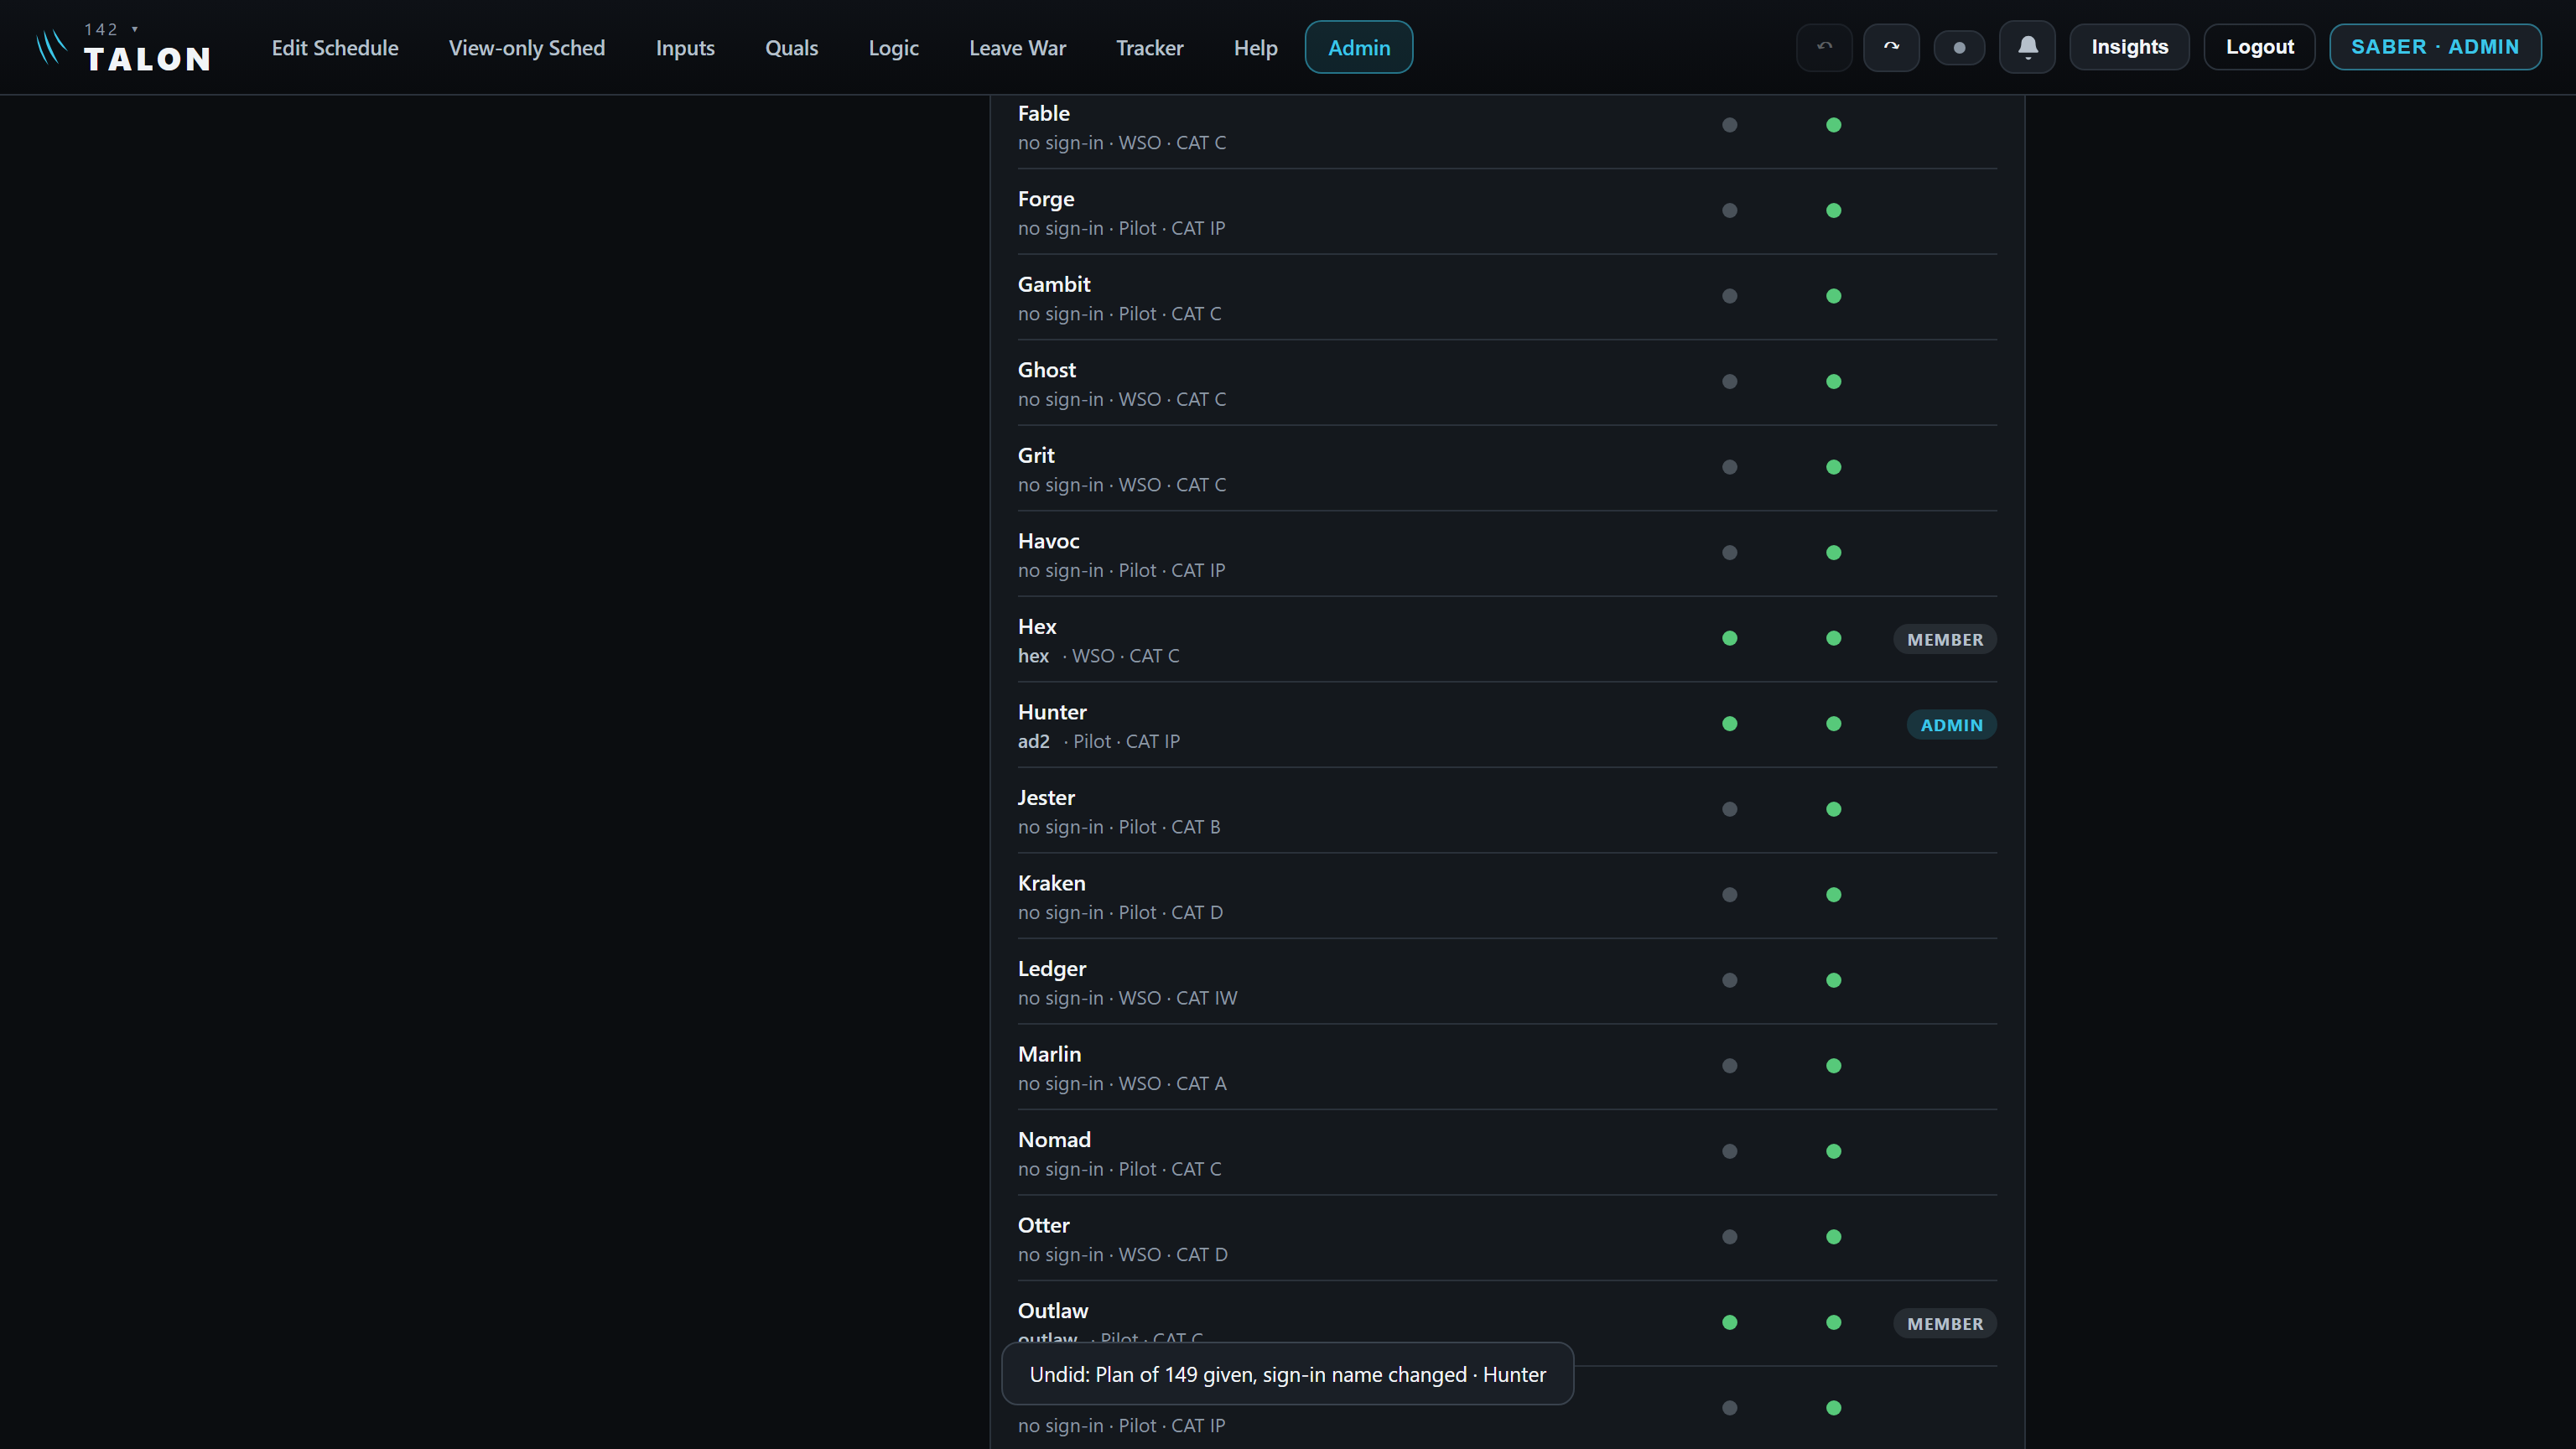 142 ▾
TALON
Edit Schedule
View-only Sched
Inputs
Quals
Logic
Leave War
Tracker
Help
Admin
Insights
Logout
SABER · ADMIN
Fable
no sign-in · WSO · CAT C
Forge
no sign-in · Pilot · CAT IP
Gambit
no sign-in · Pilot · CAT C
Ghost
no sign-in · WSO · CAT C
Grit
no sign-in · WSO · CAT C
Havoc
no sign-in · Pilot · CAT IP
Hex
hex · WSO · CAT C
MEMBER
Hunter
ad2 · Pilot · CAT IP
ADMIN
Jester
no sign-in · Pilot · CAT B
Kraken
no sign-in · Pilot · CAT D
Ledger
no sign-in · WSO · CAT IW
Marlin
no sign-in · WSO · CAT A
Nomad
no sign-in · Pilot · CAT C
Otter
no sign-in · WSO · CAT D
Outlaw
outlaw · Pilot · CAT C
MEMBER
Undid: Plan of 149 given, sign-in name changed · Hunter
no sign-in · Pilot · CAT IP